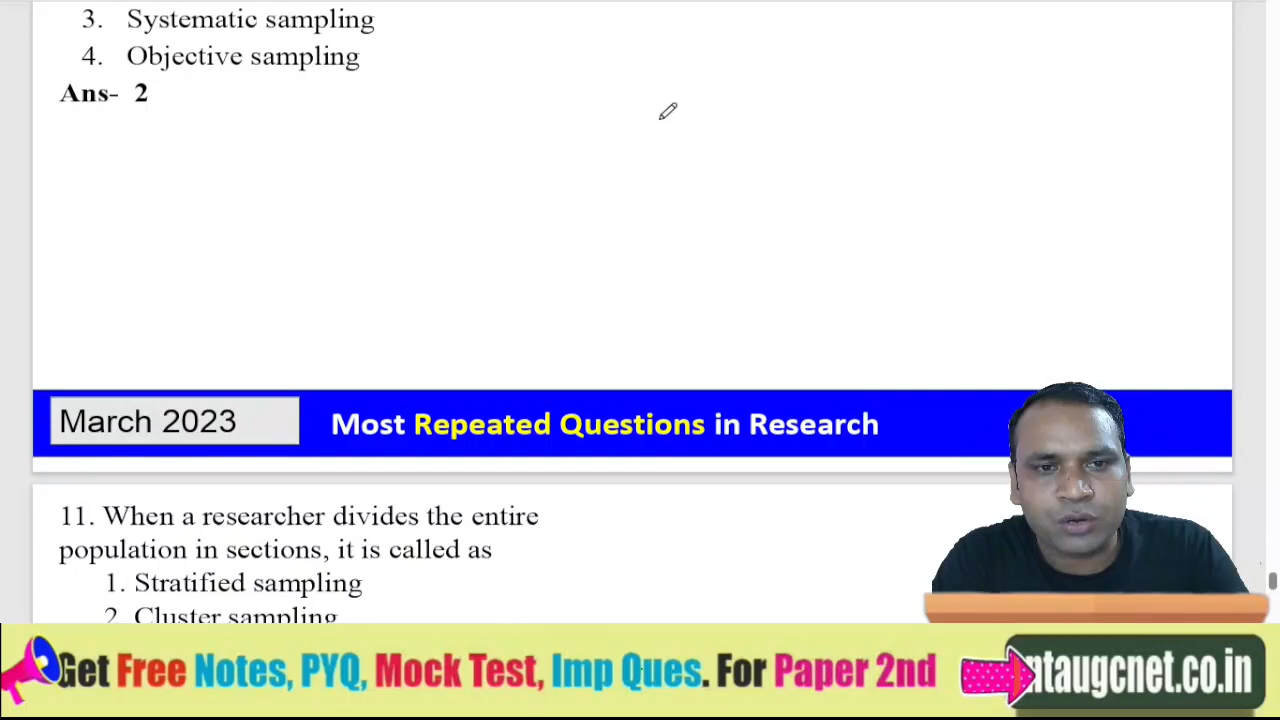 3. Systematic sampling
4. Objective sampling
Ans- 2
March 2023
Most Repeated Questions in Research
11. When a researcher divides the entire
population in sections, it is called as
1. Stratified sampling
2. Cluster sampling
Get Free Notes, PYQ, Mock Test, Imp Ques. For Paper 2nd
ntaugcnet.co.in